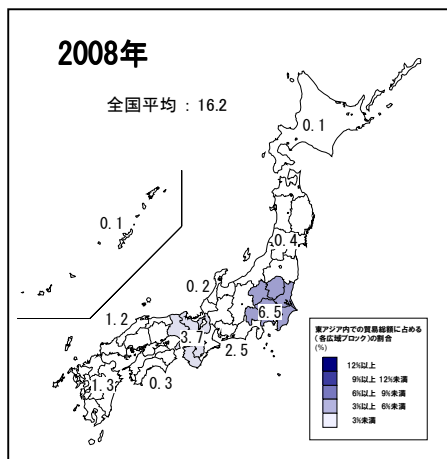 2008年
全国平均 : 16.2
0.1
0.1
0.4
0.2
6.5
1.2
3.7
2.5
1.3
0.3
東アジア内での貿易総額に占める
(各広域ブロック)の割合
(%)
12%以上
9%以上 12%未満
6%以上 9%未満
3%以上 6%未満
3%未満